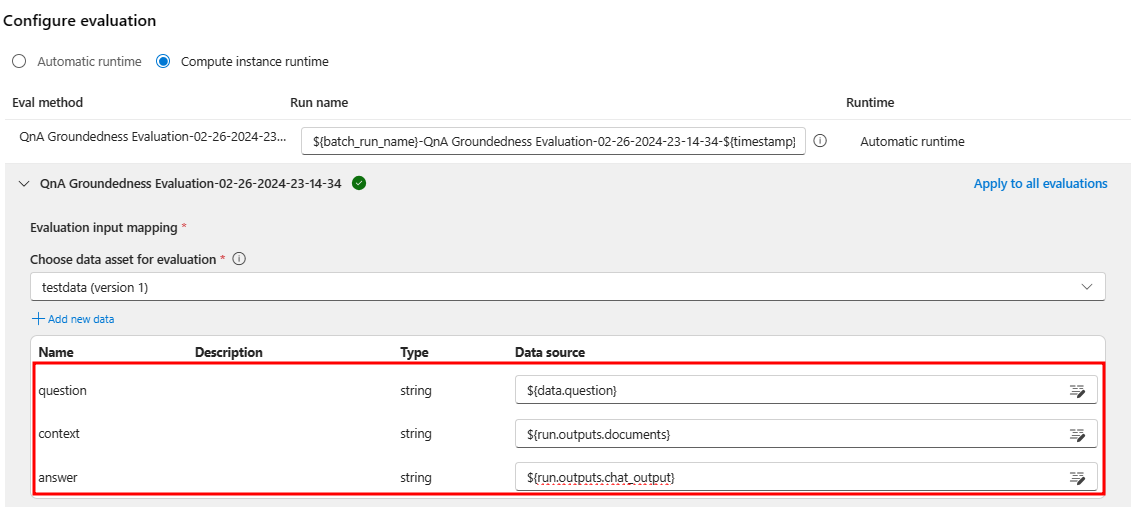 Configure evaluation
Automatic runtime Compute instance runtime
Eval method Run name Runtime
QnA Groundedness Evaluation-02-26-2024-23... ${batch_run_name}-QnA Groundedness Evaluation-02-26-2024-23-14-34-${timestamp} Automatic runtime
QnA Groundedness Evaluation-02-26-2024-23-14-34 Apply to all evaluations
Evaluation input mapping *
Choose data asset for evaluation *
testdata (version 1)
Add new data
Name Description Type Data source
question string ${data.question}
context string ${run.outputs.documents}
answer string ${run.outputs.chat_output}